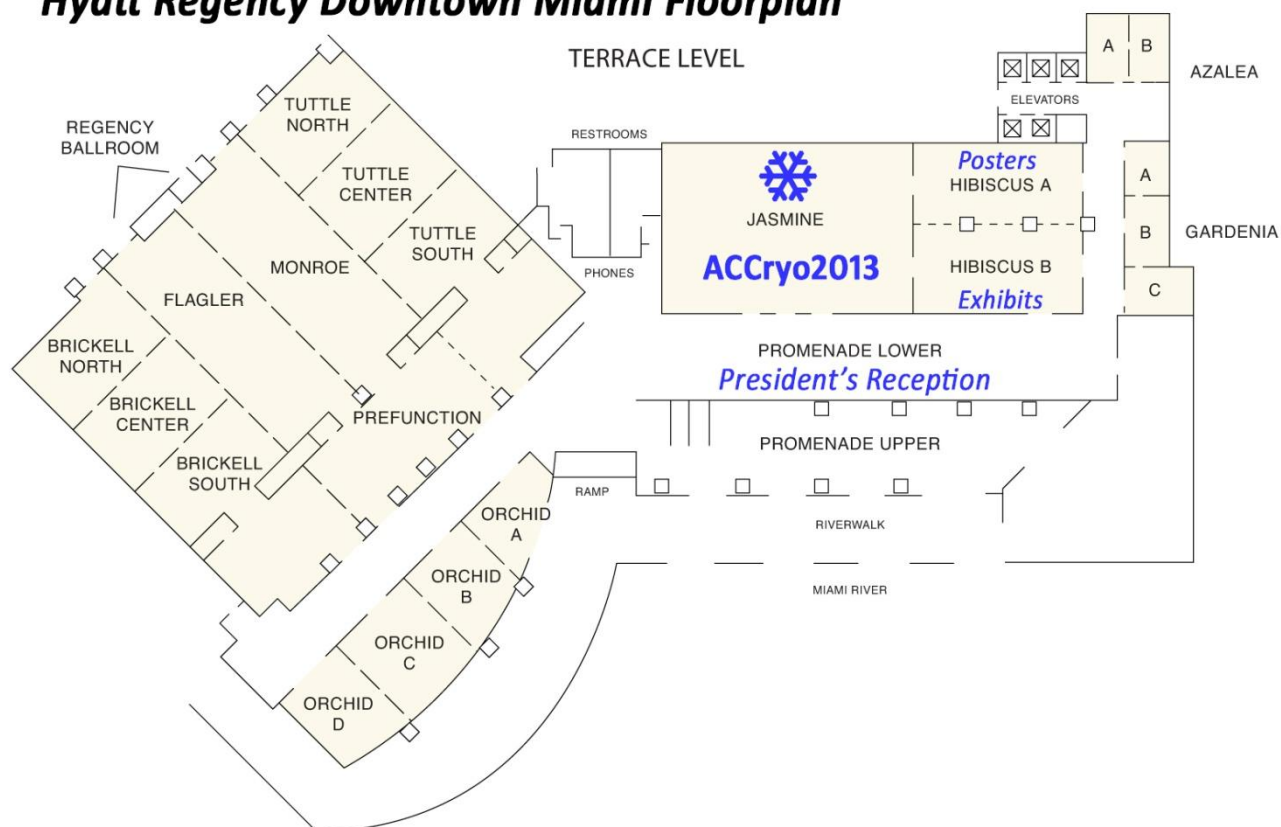 Hyatt Regency Downtown Miami Floorplan
TERRACE LEVEL
A
B
AZALEA
ELEVATORS
REGENCY
BALLROOM
TUTTLE
NORTH
TUTTLE
CENTER
TUTTLE
SOUTH
MONROE
FLAGLER
BRICKELL
NORTH
BRICKELL
CENTER
BRICKELL
SOUTH
PREFUNCTION
RESTROOMS
PHONES
JASMINE
ACCryo2013
Posters
HIBISCUS A
HIBISCUS B
Exhibits
A
B
C
GARDENIA
PROMENADE LOWER
President's Reception
PROMENADE UPPER
RAMP
RIVERWALK
MIAMI RIVER
ORCHID
A
ORCHID
B
ORCHID
C
ORCHID
D